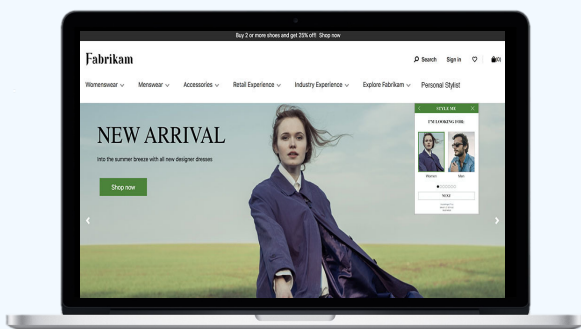 Buy 2 or more shoes and get 25% off! Shop now
Fabrikam
Search Sign in (0)
Womenswear Menswear Accessories Retail Experience Industry Experience Explore Fabrikam Personal Stylist
STYLE ME
I'M LOOKING FOR:
Women Men
NEXT
NEW ARRIVAL
Into the summer breeze with all new designer dresses
Shop now